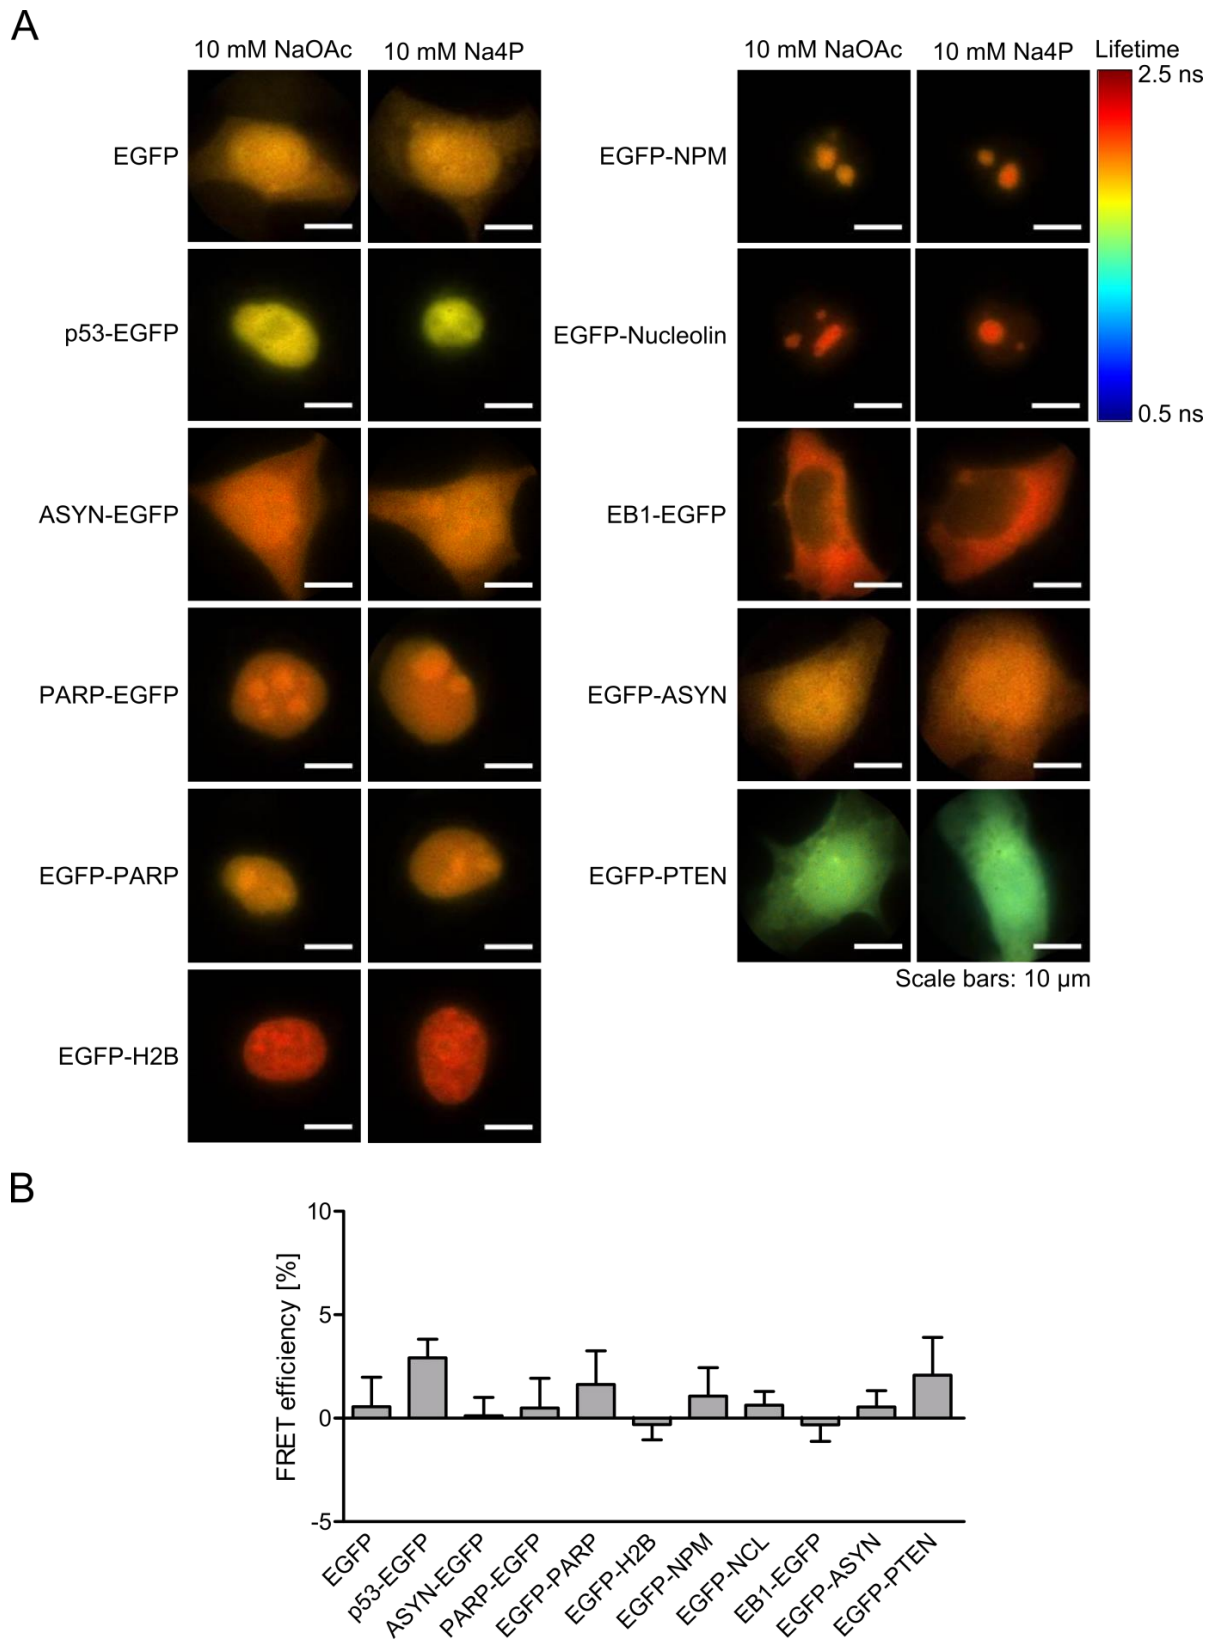 A
10 mM NaOAc 10 mM Na4P 10 mM NaOAc 10 mM Na4P Lifetime
2.5 ns
EGFP EGFP-NPM
p53-EGFP EGFP-Nucleolin
0.5 ns
ASYN-EGFP EB1-EGFP
PARP-EGFP EGFP-ASYN
EGFP-PARP EGFP-PTEN
Scale bars: 10 µm
EGFP-H2B
B
FRET efficiency [%]
10
5
0
-5
EGFP
p53-EGFP
ASYN-EGFP
PARP-EGFP
EGFP-PARP
EGFP-H2B
EGFP-NPM
EGFP-NCL
EB1-EGFP
EGFP-ASYN
EGFP-PTEN